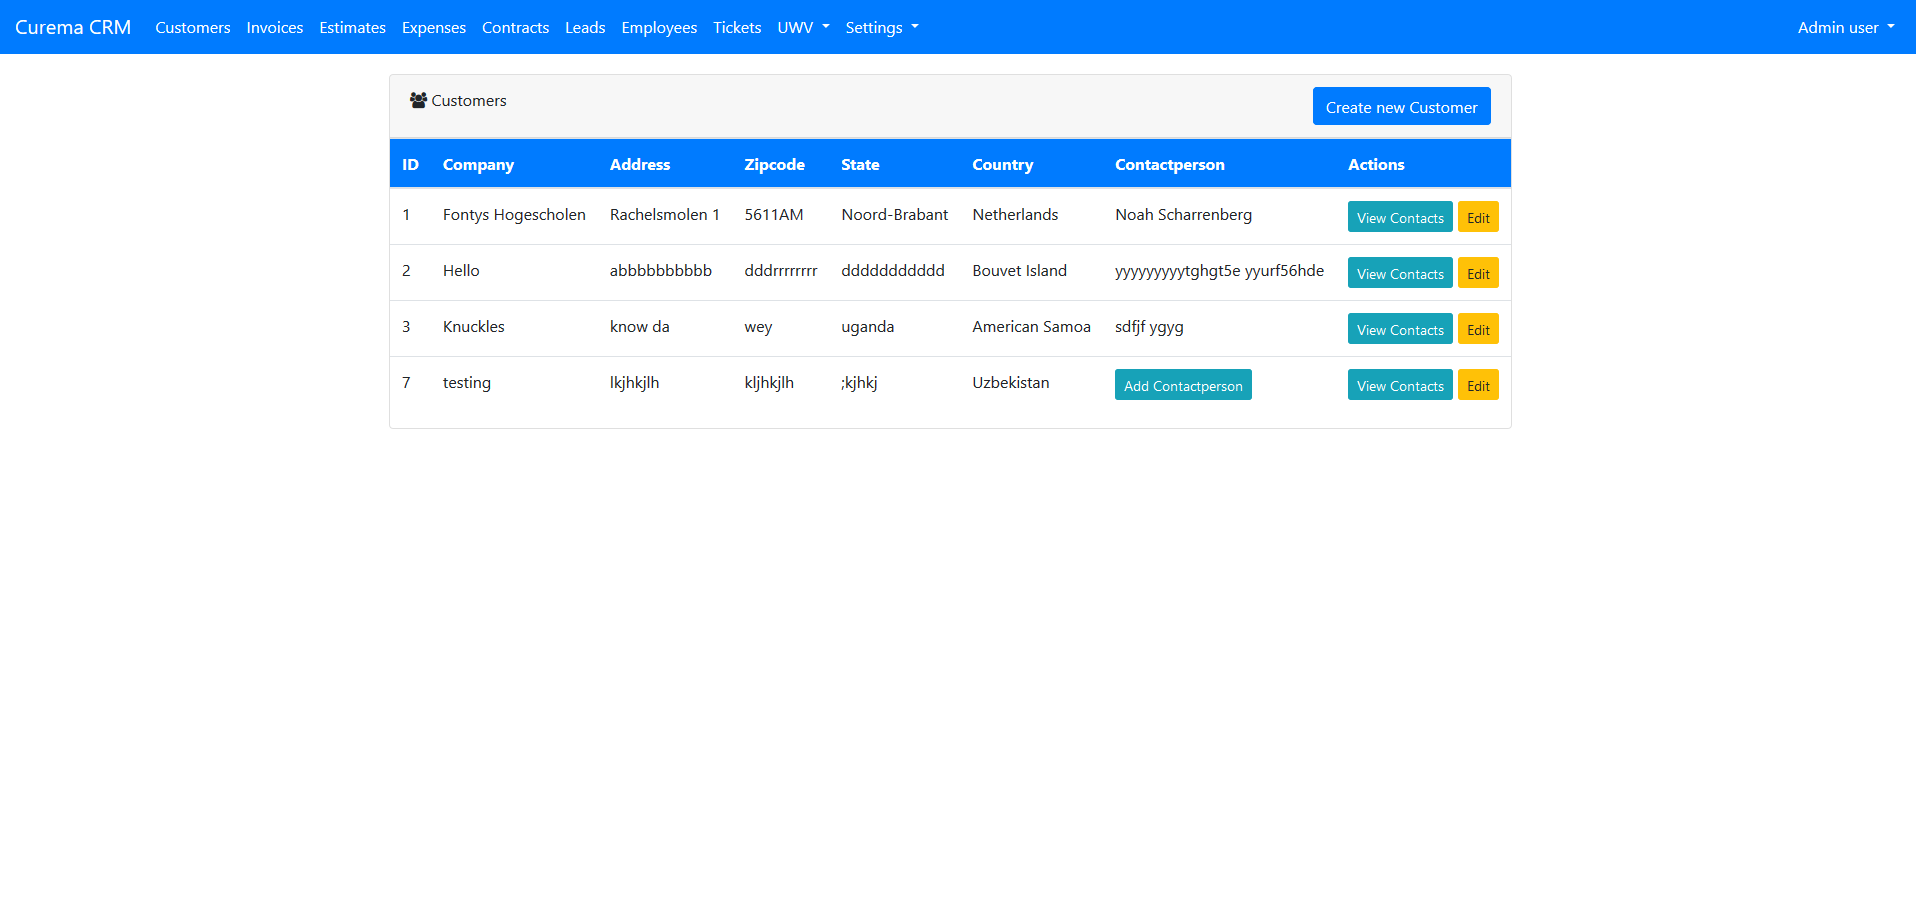 Curema CRM Customers Invoices Estimates Expenses Contracts Leads Employees Tickets UWV Settings Admin user
Customers Create new Customer
ID Company Address Zipcode State Country Contactperson Actions
1 Fontys Hogescholen Rachelsmolen 1 5611AM Noord-Brabant Netherlands Noah Scharrenberg View Contacts Edit
2 Hello abbbbbbbbbb dddrrrrrrrr ddddddddddd Bouvet Island yyyyyyyyytghgt5e yyurf56hde View Contacts Edit
3 Knuckles know da wey uganda American Samoa sdfjf ygyg View Contacts Edit
7 testing lkjhkjlh kljhkjlh ;kjhkj Uzbekistan Add Contactperson View Contacts Edit